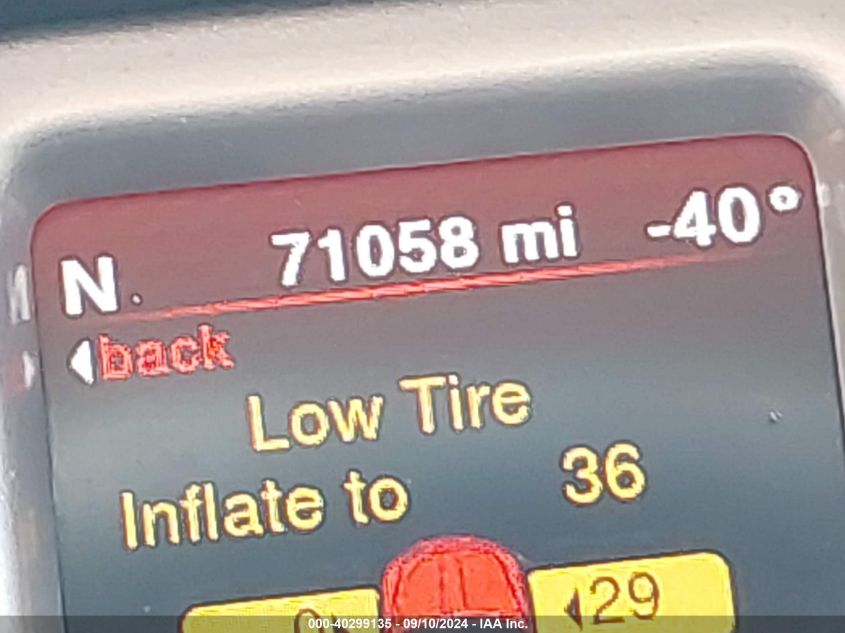 N 71058 mi -40°
back
Low Tire
Inflate to 36
29
000-40299135 - 09/10/2024 - IAA, Inc.